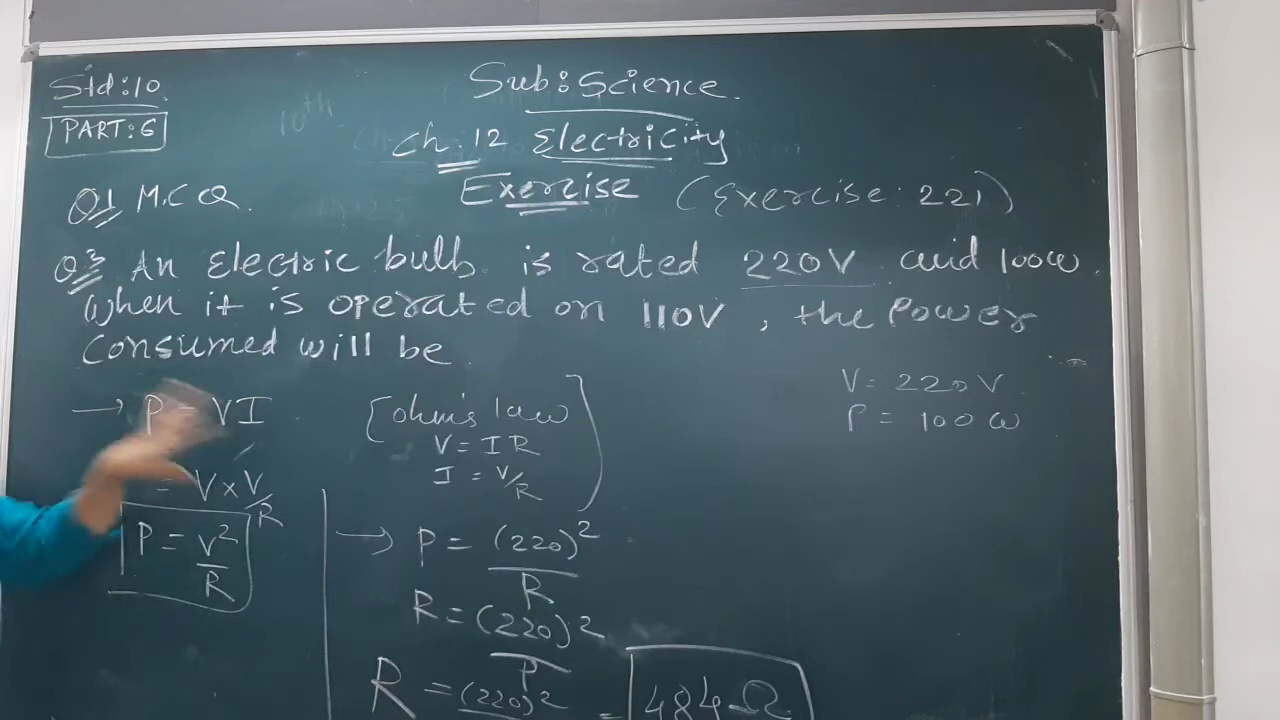 Std:10.
PART:6
Sub:Science.
Ch.12 Electricity
Exercise (Exercise:221)
Q1 M.C.Q.
Q3 An Electric bulb is rated 220V and 100W.
When it is operated on 110V, the Power
Consumed will be
V = 220V
P = 100W
→ P = VI
= V×V/R
P = V²/R
[ohm's law
V = IR
I = V/R
→ P = (220)²/R
R = (220)²/P
R = (220)² = 484Ω
10th